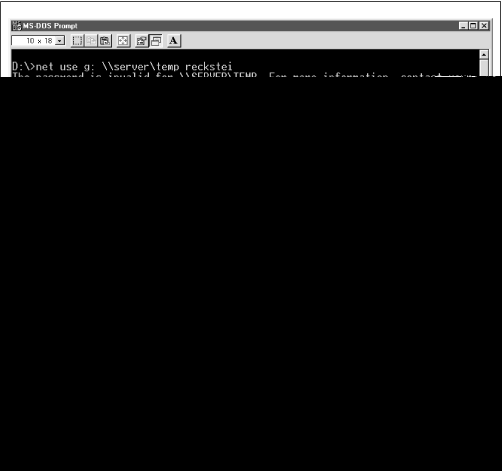 MS-DOS Prompt
10 x 18
A
D:\>net use g: \\server\temp reckstei
The password is invalid for \\SERVER\TEMP. For more information, contact your